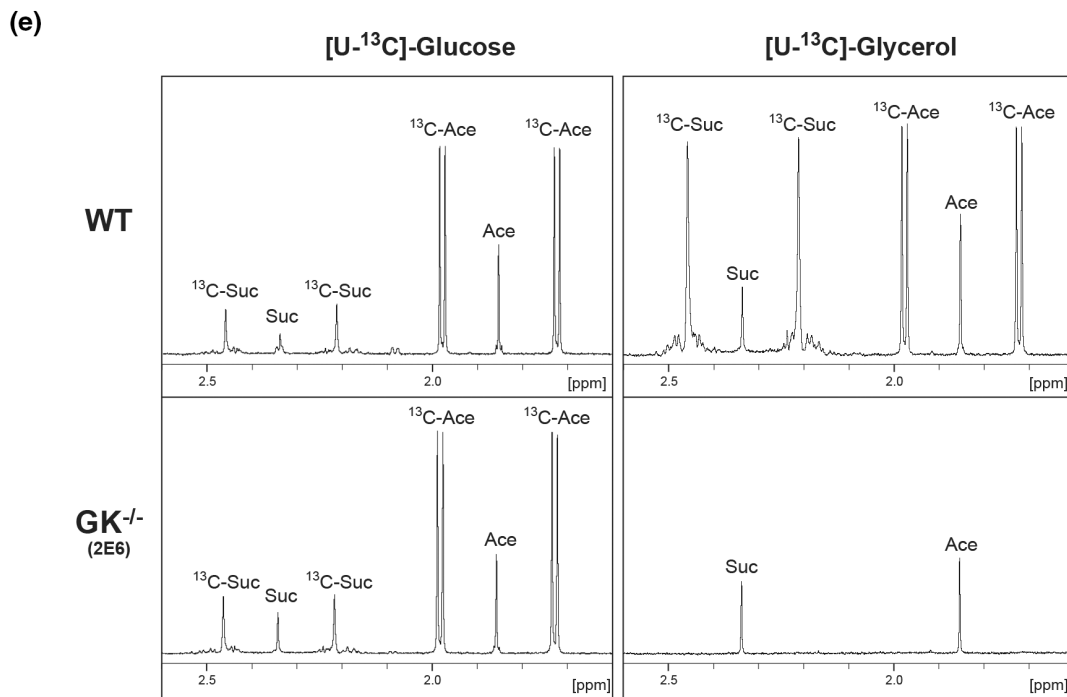 (e)
[U-¹³C]-Glucose
[U-¹³C]-Glycerol
WT
¹³C-Suc
Suc
¹³C-Suc
¹³C-Ace
Ace
¹³C-Ace
2.5
2.0
[ppm]
¹³C-Suc
Suc
¹³C-Suc
¹³C-Ace
Ace
¹³C-Ace
2.5
2.0
[ppm]
GK⁻/⁻
(2E6)
¹³C-Suc
Suc
¹³C-Suc
¹³C-Ace
Ace
¹³C-Ace
2.5
2.0
[ppm]
Suc
Ace
2.5
2.0
[ppm]